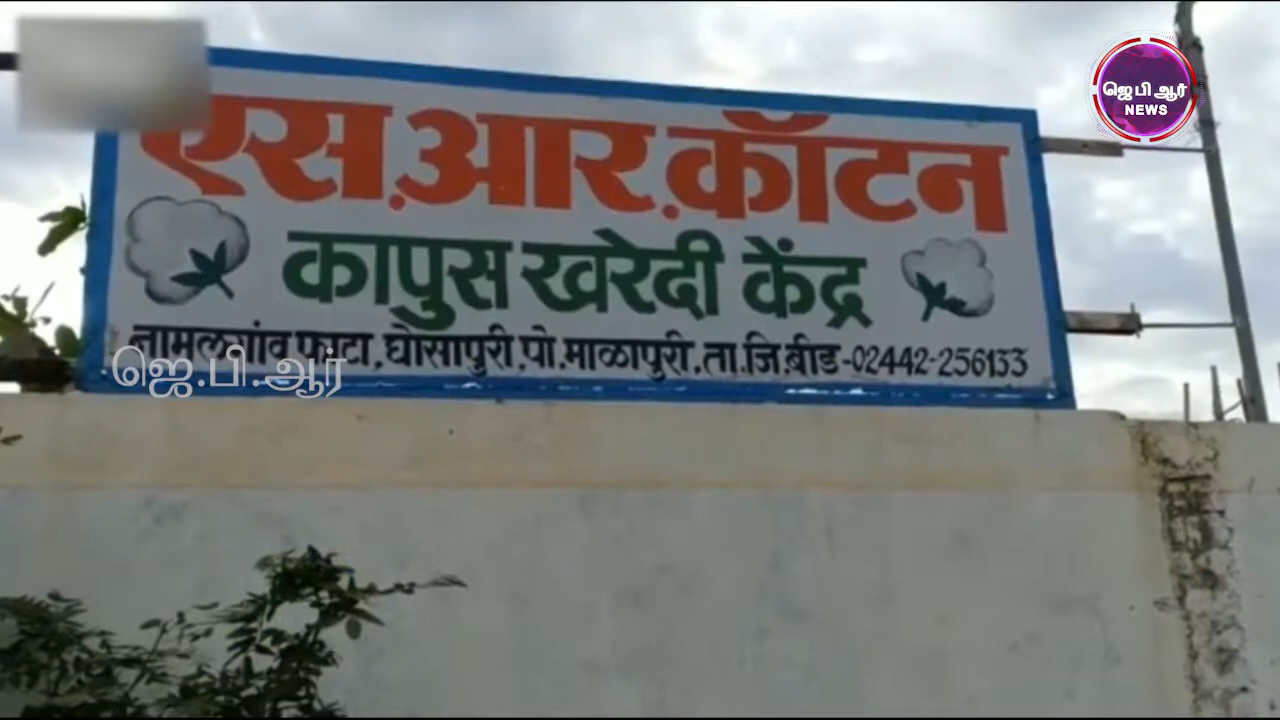 ஜெ பி ஆர்
NEWS
एस.आर.कॉटन
कापुस खरेदी केंद्र
नामलगांव फाटा, घोसापुरी.पो.माळापुरी.ता.जि.बीड-02442-256133
ஜெ.பி.ஆர்